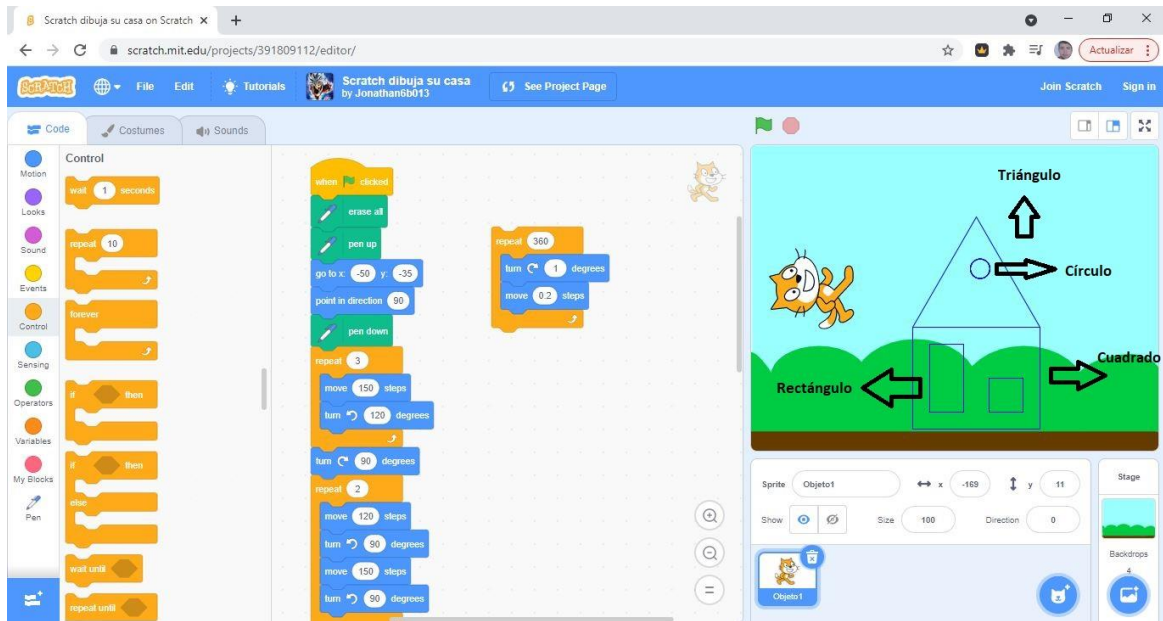 Scratch dibuja su casa on Scratch
scratch.mit.edu/projects/391809112/editor/
Actualizar
SCRATCH
File
Edit
Tutorials
Scratch dibuja su casa
by Jonathan6b013
See Project Page
Join Scratch
Sign in
Code
Costumes
Sounds
Motion
Looks
Sound
Events
Control
Sensing
Operators
Variables
My Blocks
Pen
Control
wait 1 seconds
repeat 10
forever
if then
if then
else
wait until
repeat until
when clicked
erase all
pen up
go to x: -50 y: -35
point in direction 90
pen down
repeat 3
move 150 steps
turn 120 degrees
turn 90 degrees
repeat 2
move 120 steps
turn 90 degrees
move 150 steps
turn 90 degrees
repeat 360
turn 1 degrees
move 0.2 steps
Triángulo
Círculo
Cuadrado
Rectángulo
Sprite Objeto1 x -169 y 11
Show Size 100 Direction 0
Objeto1
Stage
Backdrops
4